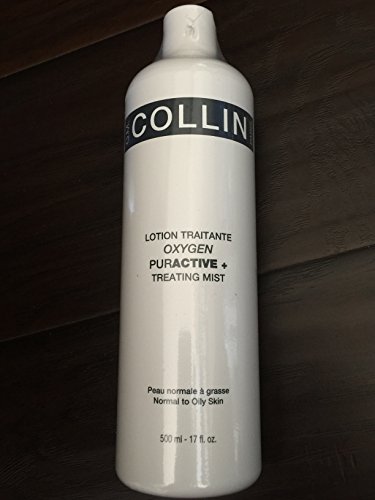 COLLIN
LOTION TRAITANTE
OXYGEN
PURACTIVE +
TREATING MIST
Peau normale à grasse
Normal to Oily Skin
500 ml - 17 fl. oz.